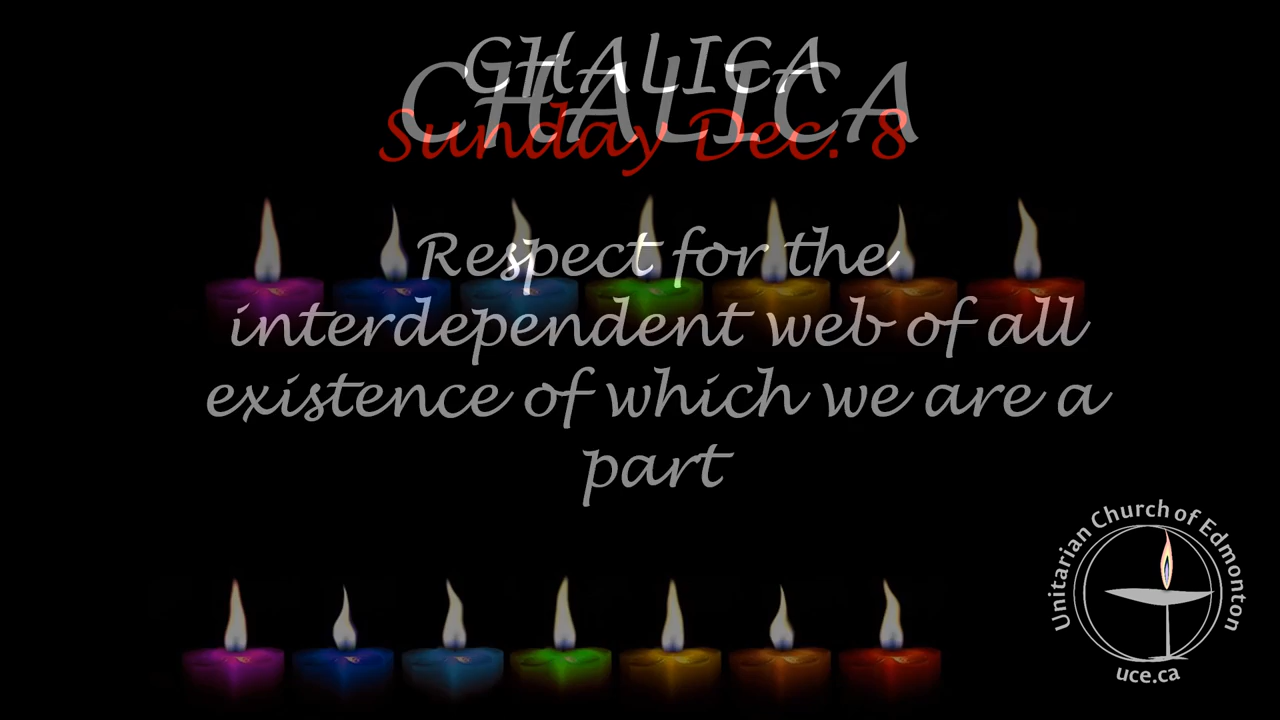 CHALICA
CHALICA
Sunday Dec. 8
Respect for the
interdependent web of all
existence of which we are a
part
Unitarian Church of Edmonton
uce.ca